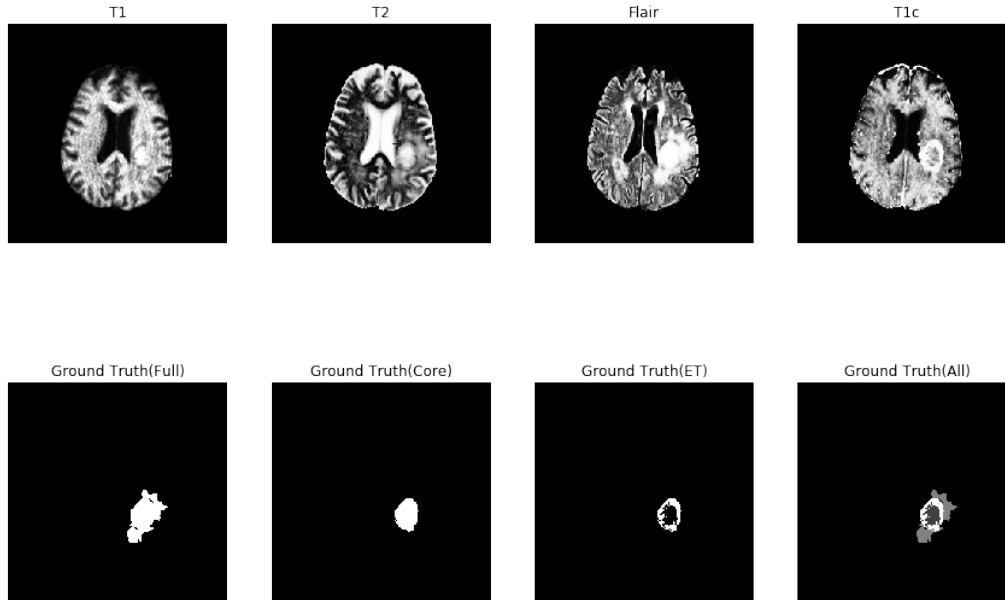 T1
T2
Flair
T1c
Ground Truth(Full)
Ground Truth(Core)
Ground Truth(ET)
Ground Truth(All)